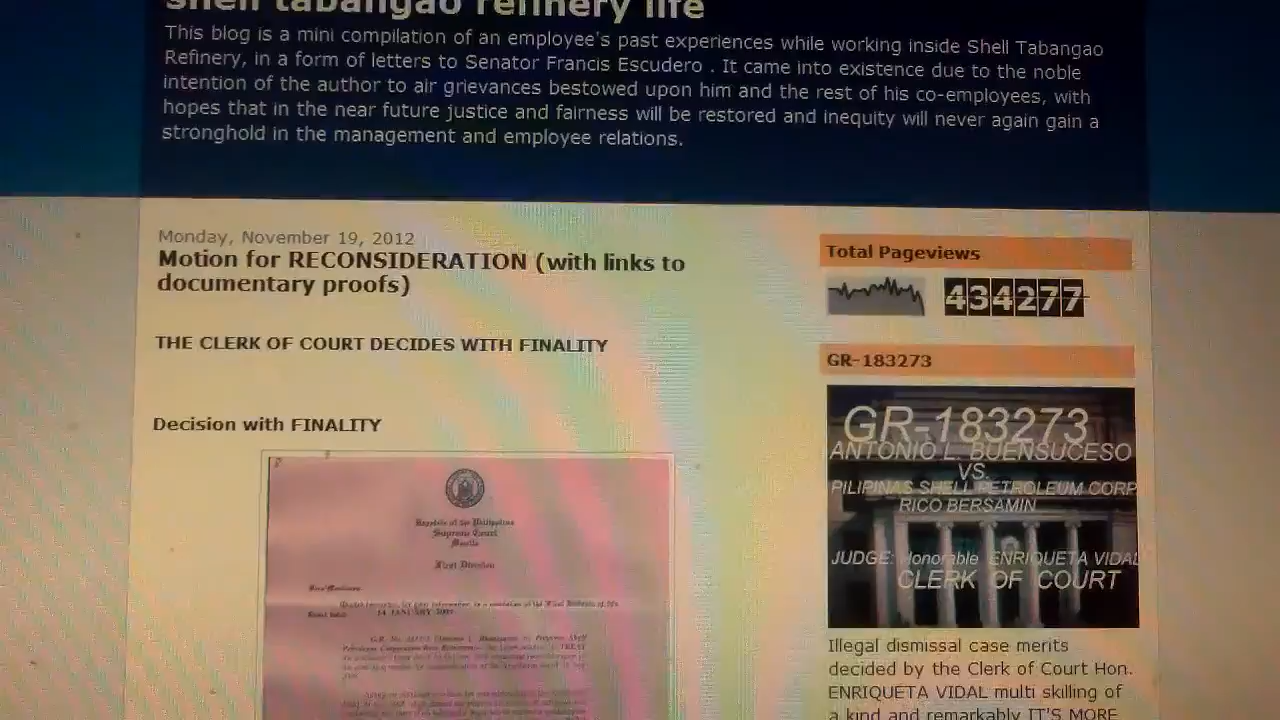 shell tabangao refinery life
This blog is a mini compilation of an employee's past experiences while working inside Shell Tabangao
Refinery, in a form of letters to Senator Francis Escudero . It came into existence due to the noble
intention of the author to air grievances bestowed upon him and the rest of his co-employees, with
hopes that in the near future justice and fairness will be restored and inequity will never again gain a
stronghold in the management and employee relations.
Monday, November 19, 2012
Motion for RECONSIDERATION (with links to
documentary proofs)
THE CLERK OF COURT DECIDES WITH FINALITY
Decision with FINALITY
Republic of the Philippines
Supreme Court
Manila
First Division
14 JANUARY 2009
Total Pageviews
434277
GR-183273
GR-183273
ANTONIO L. BUENSUCESO
VS.
PILIPINAS SHELL PETROLEUM CORP
RICO BERSAMIN
JUDGE: Honorable ENRIQUETA VIDAL
CLERK OF COURT
Illegal dismissal case merits
decided by the Clerk of Court Hon.
ENRIQUETA VIDAL multi skilling of
a kind and remarkably IT'S MORE